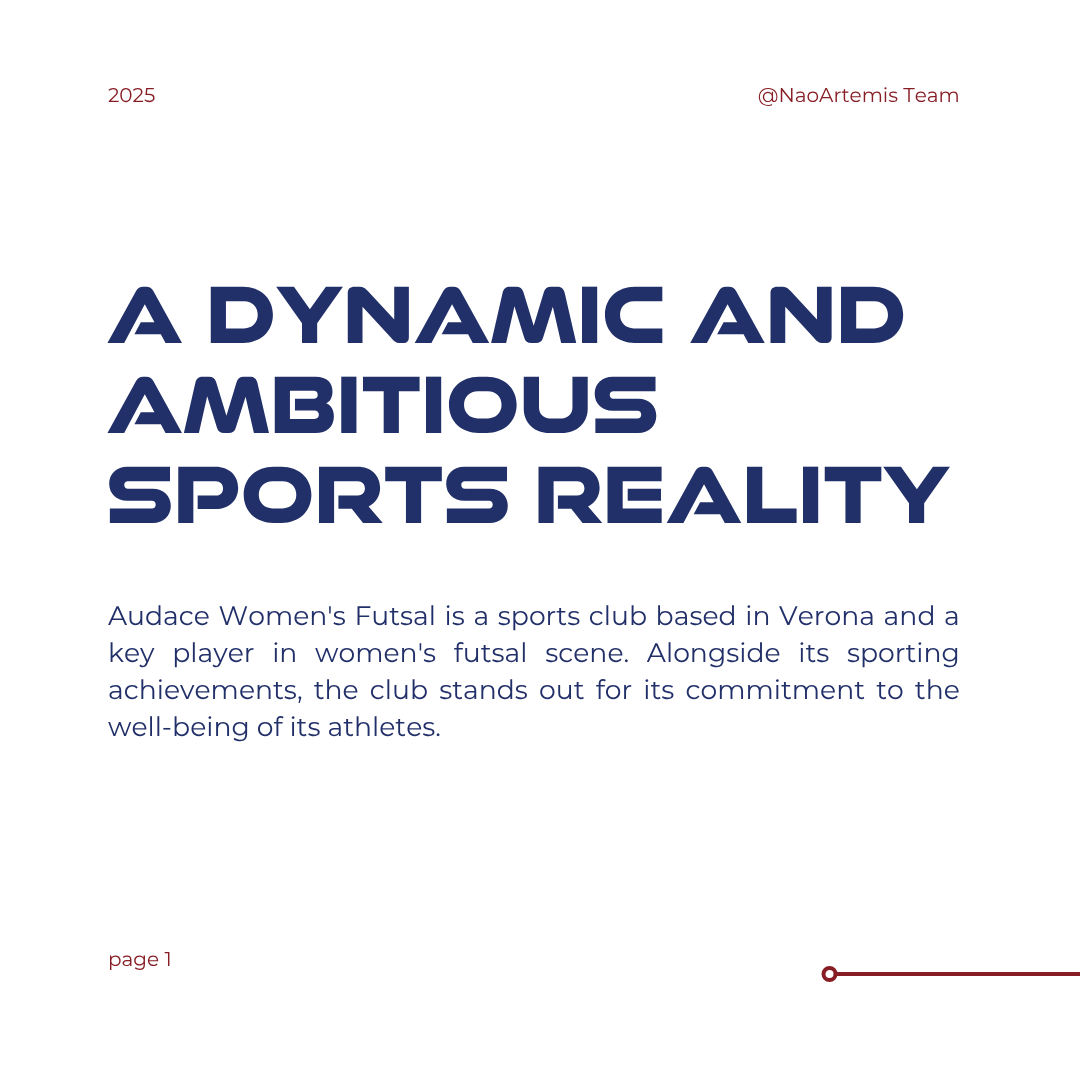 2025
@NaoArtemis Team
A DYNAMIC AND
AMBITIOUS
SPORTS REALITY
Audace Women's Futsal is a sports club based in Verona and a
key player in women's futsal scene. Alongside its sporting
achievements, the club stands out for its commitment to the
well-being of its athletes.
page 1